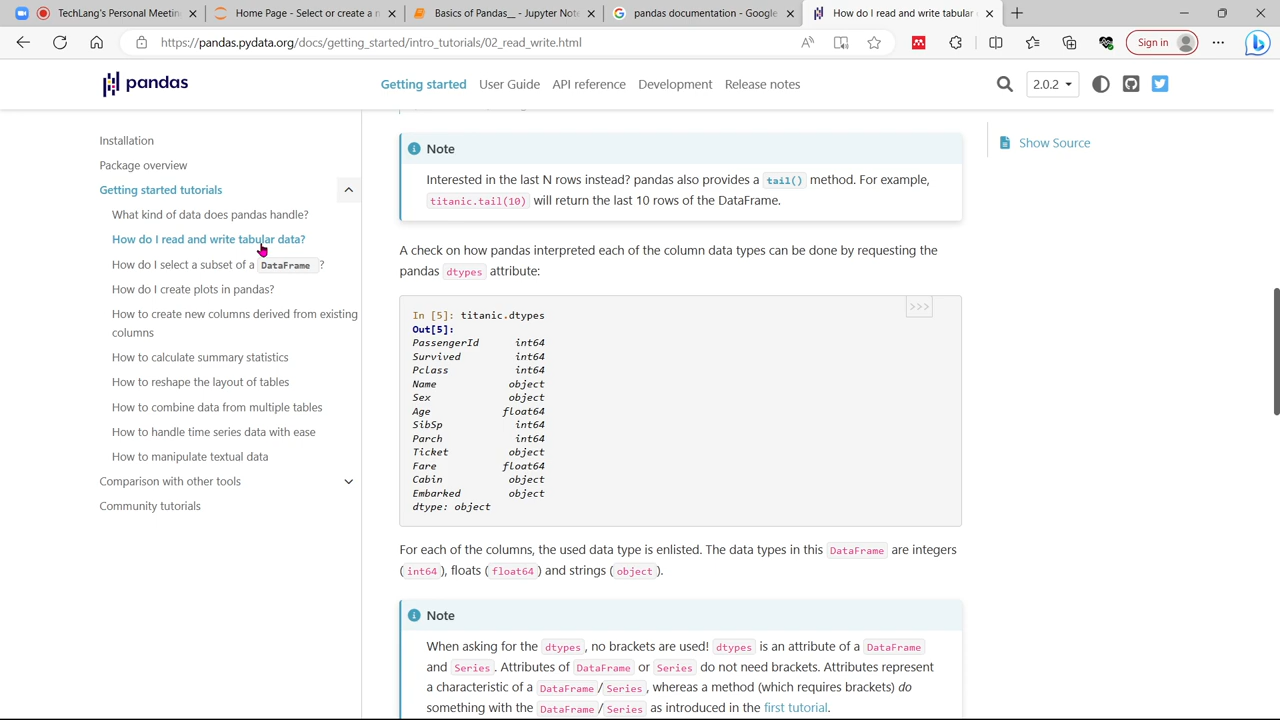 TechLang's Personal Meetin
Home Page - Select or create a n
Basics of Pandas__ - Jupyter Not
pandas documentation - Google
How do I read and write tabular
https://pandas.pydata.org/docs/getting_started/intro_tutorials/02_read_write.html
Sign in
pandas
Getting started
User Guide
API reference
Development
Release notes
2.0.2
Installation
Package overview
Getting started tutorials
What kind of data does pandas handle?
How do I read and write tabular data?
How do I select a subset of a DataFrame ?
How do I create plots in pandas?
How to create new columns derived from existing
columns
How to calculate summary statistics
How to reshape the layout of tables
How to combine data from multiple tables
How to handle time series data with ease
How to manipulate textual data
Comparison with other tools
Community tutorials
Note
Interested in the last N rows instead? pandas also provides a tail() method. For example,
titanic.tail(10) will return the last 10 rows of the DataFrame.
A check on how pandas interpreted each of the column data types can be done by requesting the
pandas dtypes attribute:
>>>
In [5]: titanic.dtypes
Out[5]:
PassengerId int64
Survived int64
Pclass int64
Name object
Sex object
Age float64
SibSp int64
Parch int64
Ticket object
Fare float64
Cabin object
Embarked object
dtype: object
For each of the columns, the used data type is enlisted. The data types in this DataFrame are integers
( int64 ), floats ( float64 ) and strings ( object ).
Note
When asking for the dtypes , no brackets are used! dtypes is an attribute of a DataFrame
and Series . Attributes of DataFrame or Series do not need brackets. Attributes represent
a characteristic of a DataFrame / Series , whereas a method (which requires brackets) do
something with the DataFrame / Series as introduced in the first tutorial.
Show Source